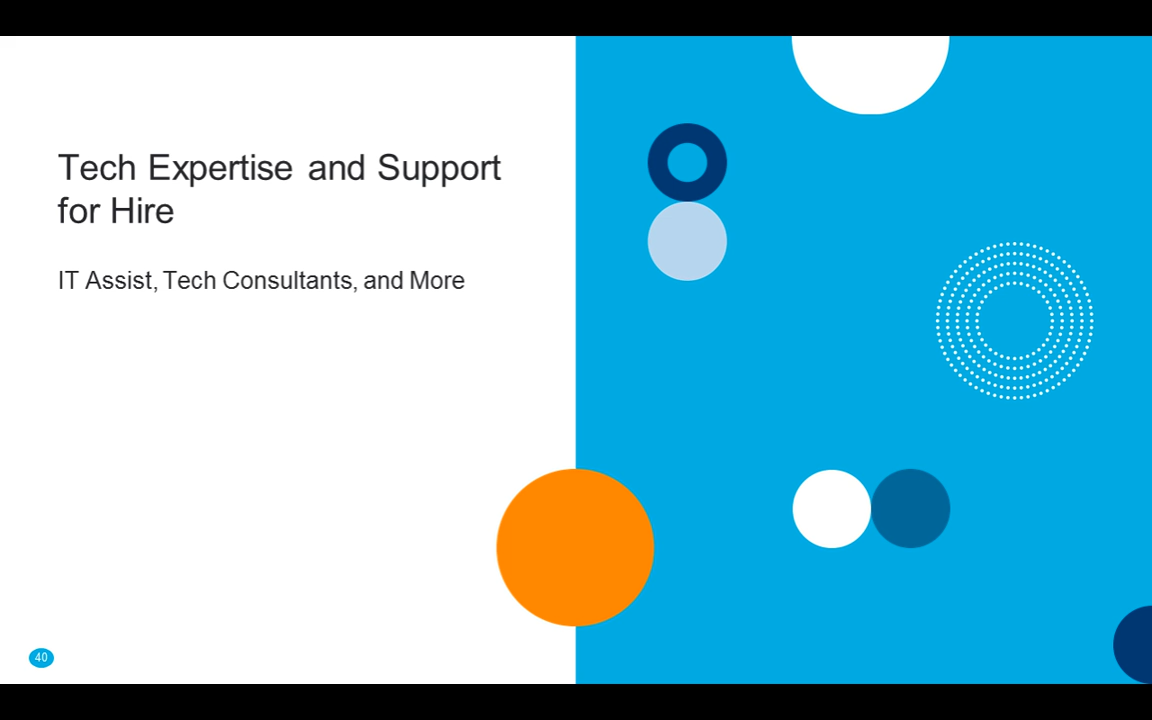 Tech Expertise and Support
for Hire
IT Assist, Tech Consultants, and More
40